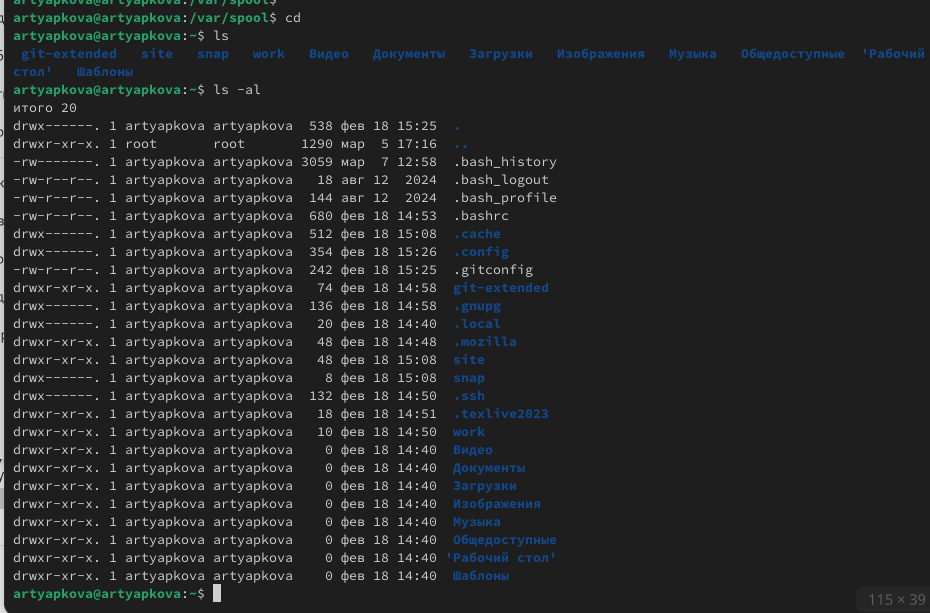 artyapkova@artyapkova:/var/spool$
artyapkova@artyapkova:/var/spool$ cd
artyapkova@artyapkova:~$ ls
git-extended site snap work Видео Документы Загрузки Изображения Музыка Общедоступные 'Рабочий
стол' Шаблоны
artyapkova@artyapkova:~$ ls -al
итого 20
drwx------. 1 artyapkova artyapkova 538 фев 18 15:25 .
drwxr-xr-x. 1 root root 1290 мар 5 17:16 ..
-rw-------. 1 artyapkova artyapkova 3059 мар 7 12:58 .bash_history
-rw-r--r--. 1 artyapkova artyapkova 18 авг 12 2024 .bash_logout
-rw-r--r--. 1 artyapkova artyapkova 144 авг 12 2024 .bash_profile
-rw-r--r--. 1 artyapkova artyapkova 680 фев 18 14:53 .bashrc
drwx------. 1 artyapkova artyapkova 512 фев 18 15:08 .cache
drwx------. 1 artyapkova artyapkova 354 фев 18 15:26 .config
-rw-r--r--. 1 artyapkova artyapkova 242 фев 18 15:25 .gitconfig
drwxr-xr-x. 1 artyapkova artyapkova 74 фев 18 14:58 git-extended
drwx------. 1 artyapkova artyapkova 136 фев 18 14:58 .gnupg
drwx------. 1 artyapkova artyapkova 20 фев 18 14:40 .local
drwxr-xr-x. 1 artyapkova artyapkova 48 фев 18 14:48 .mozilla
drwxr-xr-x. 1 artyapkova artyapkova 48 фев 18 15:08 site
drwx------. 1 artyapkova artyapkova 8 фев 18 15:08 snap
drwx------. 1 artyapkova artyapkova 132 фев 18 14:50 .ssh
drwxr-xr-x. 1 artyapkova artyapkova 18 фев 18 14:51 .texlive2023
drwxr-xr-x. 1 artyapkova artyapkova 10 фев 18 14:50 work
drwxr-xr-x. 1 artyapkova artyapkova 0 фев 18 14:40 Видео
drwxr-xr-x. 1 artyapkova artyapkova 0 фев 18 14:40 Документы
drwxr-xr-x. 1 artyapkova artyapkova 0 фев 18 14:40 Загрузки
drwxr-xr-x. 1 artyapkova artyapkova 0 фев 18 14:40 Изображения
drwxr-xr-x. 1 artyapkova artyapkova 0 фев 18 14:40 Музыка
drwxr-xr-x. 1 artyapkova artyapkova 0 фев 18 14:40 Общедоступные
drwxr-xr-x. 1 artyapkova artyapkova 0 фев 18 14:40 'Рабочий стол'
drwxr-xr-x. 1 artyapkova artyapkova 0 фев 18 14:40 Шаблоны
artyapkova@artyapkova:~$
115 × 39